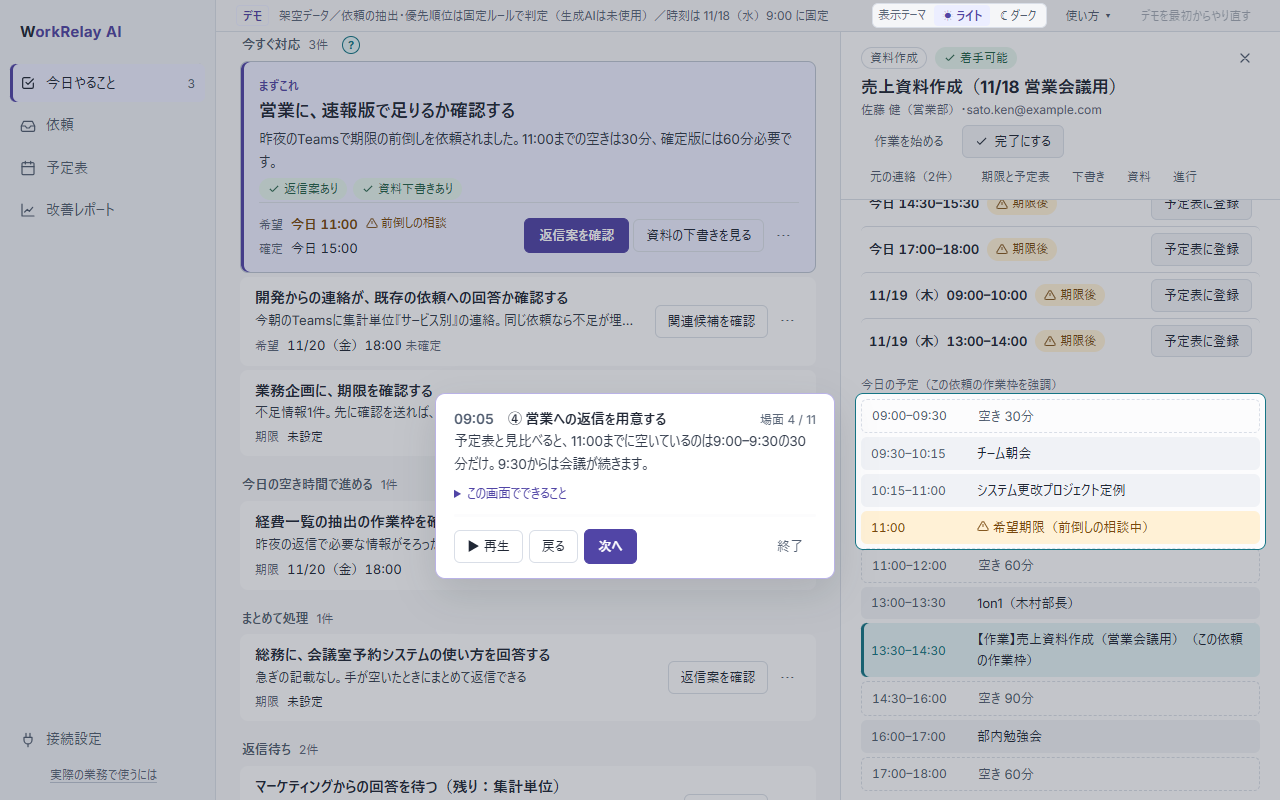 WorkRelay AI
今日やること 3
依頼
予定表
改善レポート
接続設定
実際の業務で使うには
デモ 架空データ／依頼の抽出・優先順位は固定ルールで判定（生成AIは未使用）／時刻は 11/18（水）9:00 に固定
表示テーマ ライト ダーク 使い方 ▾ デモを最初からやり直す
今すぐ対応 3件 ?
まずこれ
営業に、速報版で足りるか確認する
昨夜のTeamsで期限の前倒しを依頼されました。11:00までの空きは30分、確定版には60分必要で
す。
返信案あり 資料下書きあり
希望 今日 11:00 前倒しの相談
確定 今日 15:00
返信案を確認 資料の下書きを見る …
開発からの連絡が、既存の依頼への回答か確認する
今朝のTeamsに集計単位『サービス別』の連絡。同じ依頼なら不足が埋…
希望 11/20（金）18:00 未確定
関連候補を確認 …
業務企画に、期限を確認する
不足情報1件。先に確認を送れば、
期限 未設定
今日の空き時間で進める 1件
経費一覧の抽出の作業枠を確
昨夜の返信で必要な情報がそろっ
期限 11/20（金）18:00
まとめて処理 1件
総務に、会議室予約システムの使い方を回答する
急ぎの記載なし。手が空いたときにまとめて返信できる
期限 未設定
返信案を確認 …
返信待ち 2件
マーケティングからの回答を待つ（残り：集計単位）
09:05 ④ 営業への返信を用意する 場面 4 / 11
予定表と見比べると、11:00までに空いているのは9:00–9:30の30
分だけ。9:30からは会議が続きます。
▶ この画面でできること
▶ 再生 戻る 次へ 終了
資料作成 着手可能
売上資料作成（11/18 営業会議用）
佐藤 健（営業部）・sato.ken@example.com
作業を始める 完了にする
元の連絡（2件） 期限と予定表 下書き 資料 進行
今日 14:30–15:30 期限後 予定表に登録
今日 17:00–18:00 期限後 予定表に登録
11/19（木）09:00–10:00 期限後 予定表に登録
11/19（木）13:00–14:00 期限後 予定表に登録
今日の予定（この依頼の作業枠を強調）
09:00–09:30 空き 30分
09:30–10:15 チーム朝会
10:15–11:00 システム更改プロジェクト定例
11:00 希望期限（前倒しの相談中）
11:00–12:00 空き 60分
13:00–13:30 1on1（木村部長）
13:30–14:30 【作業】売上資料作成（営業会議用）（この依頼
の作業枠）
14:30–16:00 空き 90分
16:00–17:00 部内勉強会
17:00–18:00 空き 60分